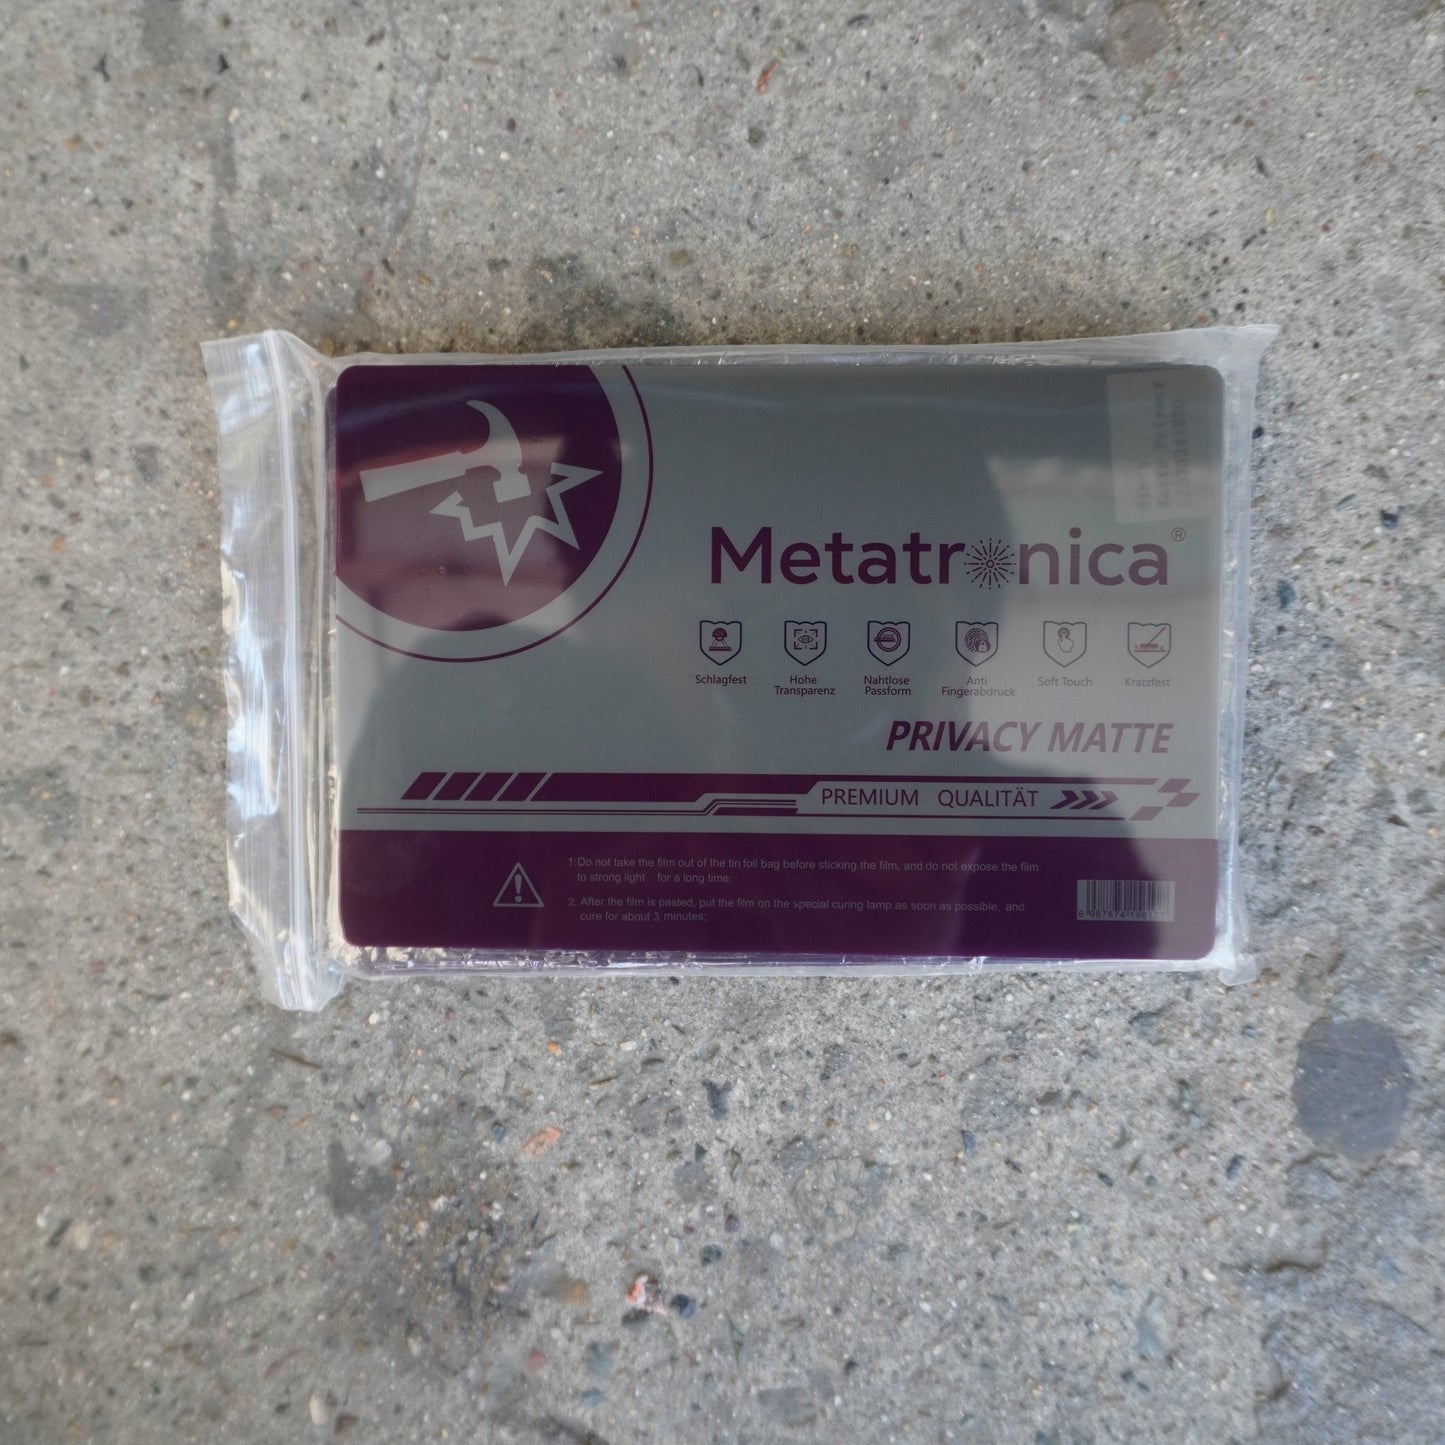 Metatronica®
Schlagfest
Hohe
Transparenz
Nahtlose
Passform
Anti
Fingerabdruck
Soft Touch
Kratzfest
PRIVACY MATTE
PREMIUM QUALITÄT
1:Do not take the film out of the tin foil bag before sticking the film, and do not expose the film
to strong light for a long time;
2: After the film is pasted, put the film on the special curing lamp as soon as possible, and
cure for about 3 minutes;